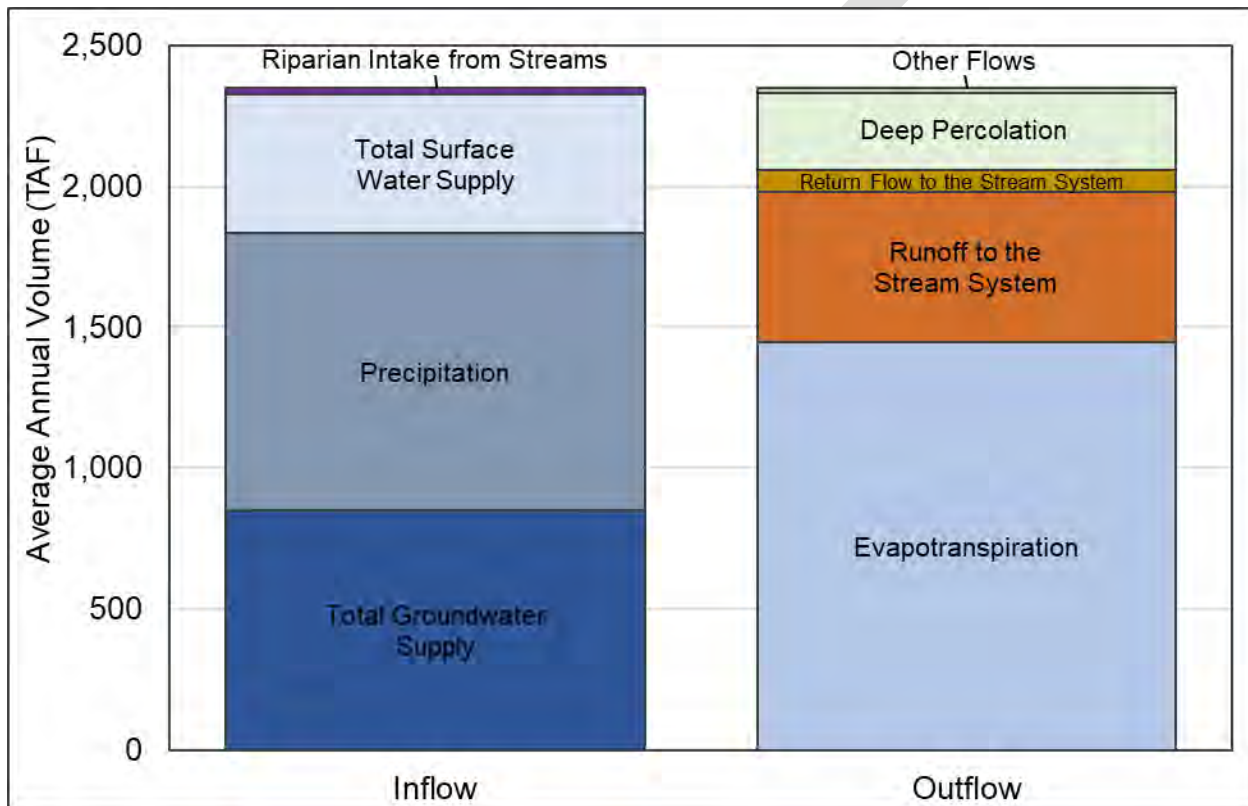 2,500
Riparian Intake from Streams
Other Flows
Total Surface
Water Supply
Deep Percolation
2,000
Return Flow to the Stream System
Runoff to the
Stream System
1,500
Precipitation
Average Annual Volume (TAF)
1,000
Evapotranspiration
500
Total Groundwater
Supply
0
Inflow
Outflow